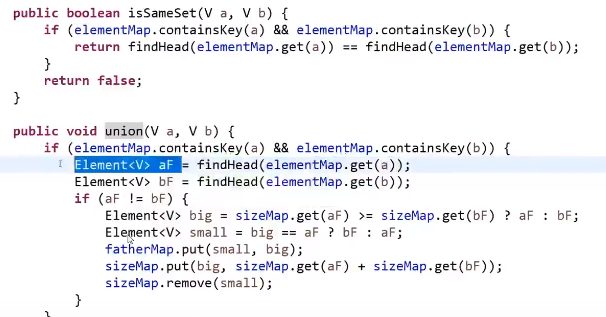 public boolean isSameSet(V a, V b) {
    if (elementMap.containsKey(a) && elementMap.containsKey(b)) {
        return findHead(elementMap.get(a)) == findHead(elementMap.get(b));
    }
    return false;
}
public void union(V a, V b) {
    if (elementMap.containsKey(a) && elementMap.containsKey(b)) {
        Element<V> aF = findHead(elementMap.get(a));
        Element<V> bF = findHead(elementMap.get(b));
        if (aF != bF) {
            Element<V> big = sizeMap.get(aF) >= sizeMap.get(bF) ? aF : bF;
            Element<V> small = big == aF ? bF : aF;
            fatherMap.put(small, big);
            sizeMap.put(big, sizeMap.get(aF) + sizeMap.get(bF));
            sizeMap.remove(small);
        }
    }